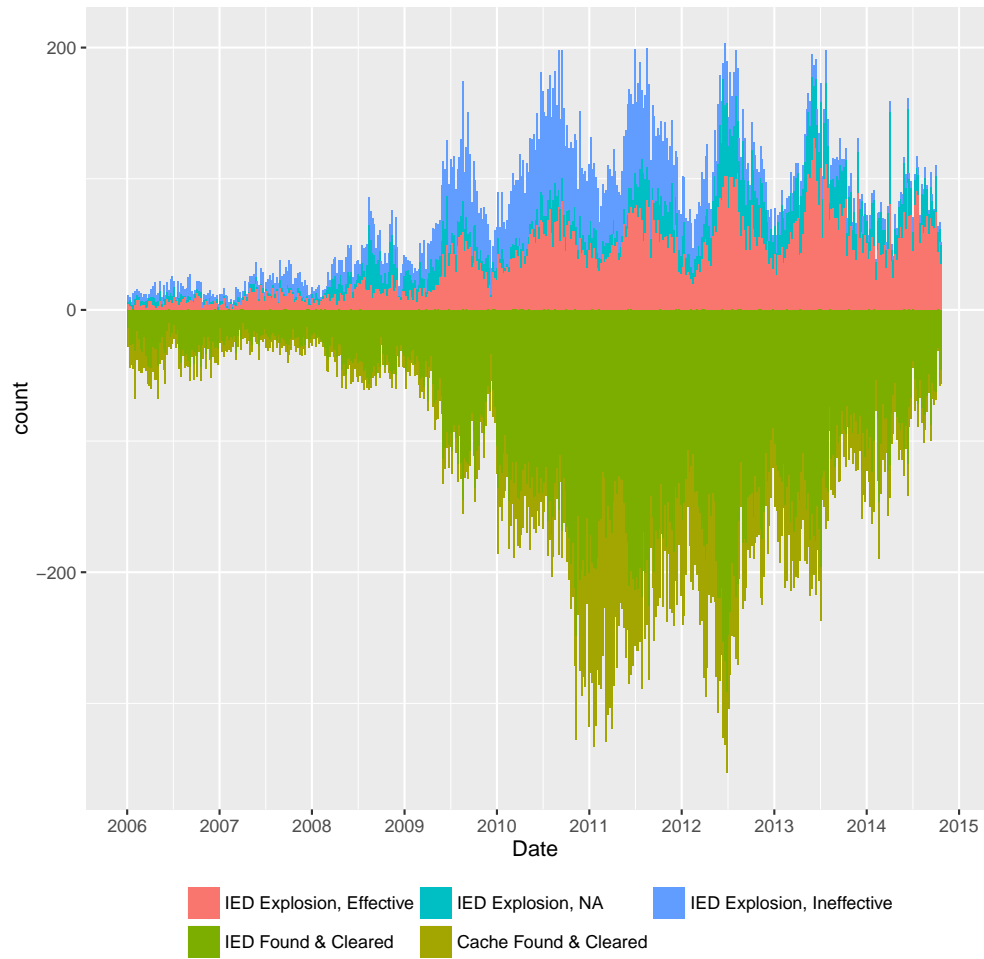 200
0
−200
count
2006 2007 2008 2009 2010 2011 2012 2013 2014 2015
Date
IED Explosion, Effective IED Explosion, NA IED Explosion, Ineffective
IED Found & Cleared Cache Found & Cleared